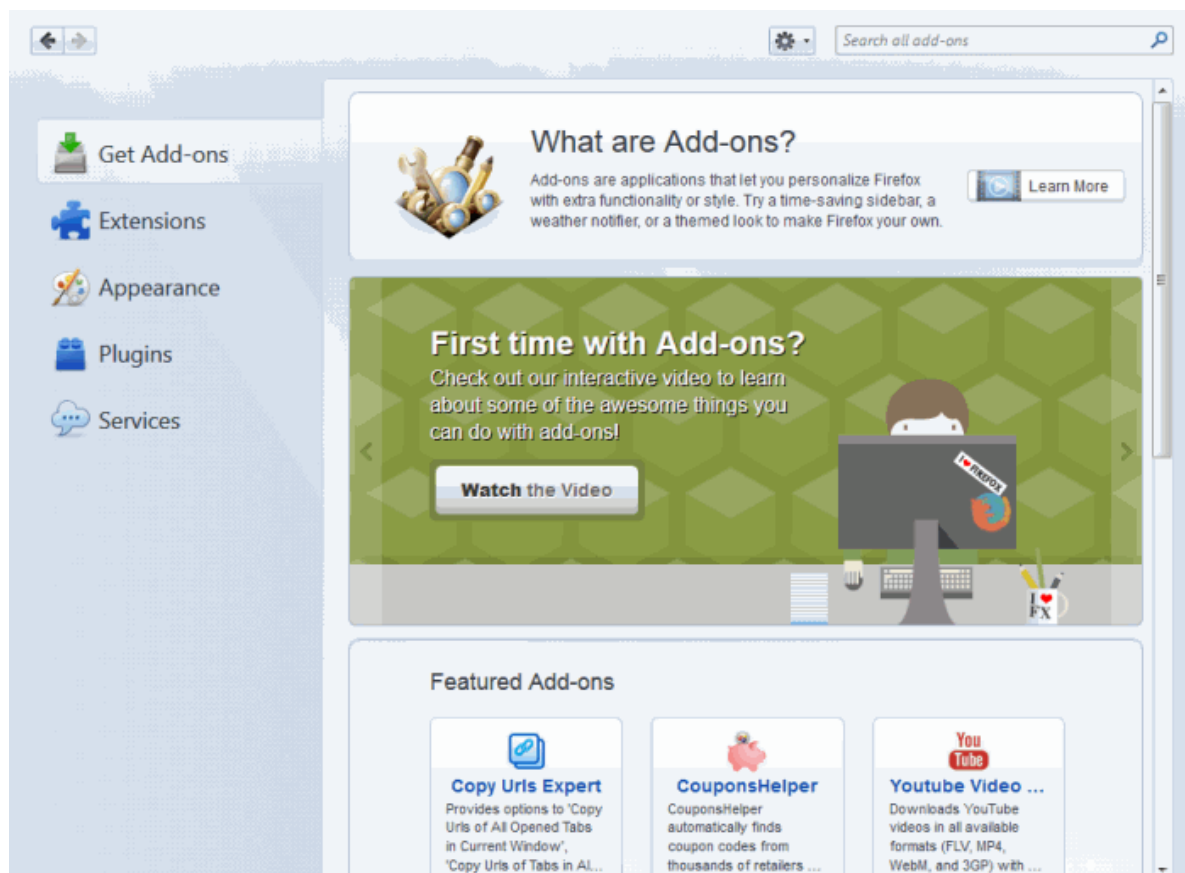 Search all add-ons
Get Add-ons
Extensions
Appearance
Plugins
Services
What are Add-ons?
Add-ons are applications that let you personalize Firefox
with extra functionality or style. Try a time-saving sidebar, a
weather notifier, or a themed look to make Firefox your own.
Learn More
First time with Add-ons?
Check out our interactive video to learn
about some of the awesome things you
can do with add-ons!
Watch the Video
I ♥ FIREFOX
I ♥
FX
Featured Add-ons
Copy Urls Expert
Provides options to 'Copy
Urls of All Opened Tabs
in Current Window',
'Copy Urls of Tabs in Al...
CouponsHelper
CouponsHelper
automatically finds
coupon codes from
thousands of retailers ...
You
Tube
Youtube Video ...
Downloads YouTube
videos in all available
formats (FLV, MP4,
WebM, and 3GP) with ...